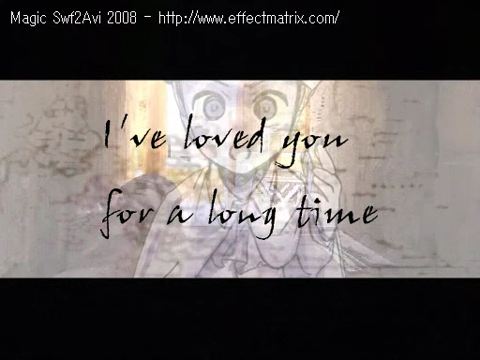 Magic Swf2Avi 2008 - http://www.effectmatrix.com/
I've loved you
for a long time